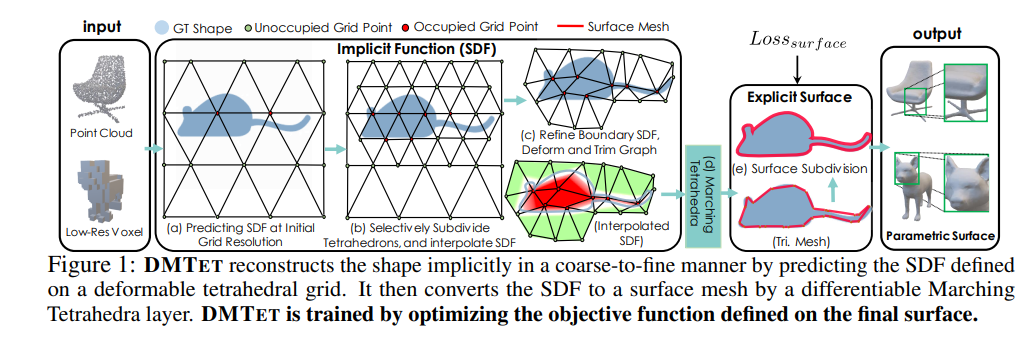 input
GT Shape
Unoccupied Grid Point
Occupied Grid Point
Surface Mesh
Implicit Function (SDF)
Point Cloud
Low-Res Voxel
(a) Predicting SDF at Initial
Grid Resolution
(b) Selectively Subdivide
Tetrahedrons, and interpolate SDF
(c) Refine Boundary SDF,
Deform and Trim Graph
(Interpolated
SDF)
(d) Marching
Tetrahedra
Loss_surface
Explicit Surface
(e) Surface Subdivision
(Tri. Mesh)
output
Parametric Surface
Figure 1: DMTET reconstructs the shape implicitly in a coarse-to-fine manner by predicting the SDF defined
on a deformable tetrahedral grid. It then converts the SDF to a surface mesh by a differentiable Marching
Tetrahedra layer. DMTET is trained by optimizing the objective function defined on the final surface.